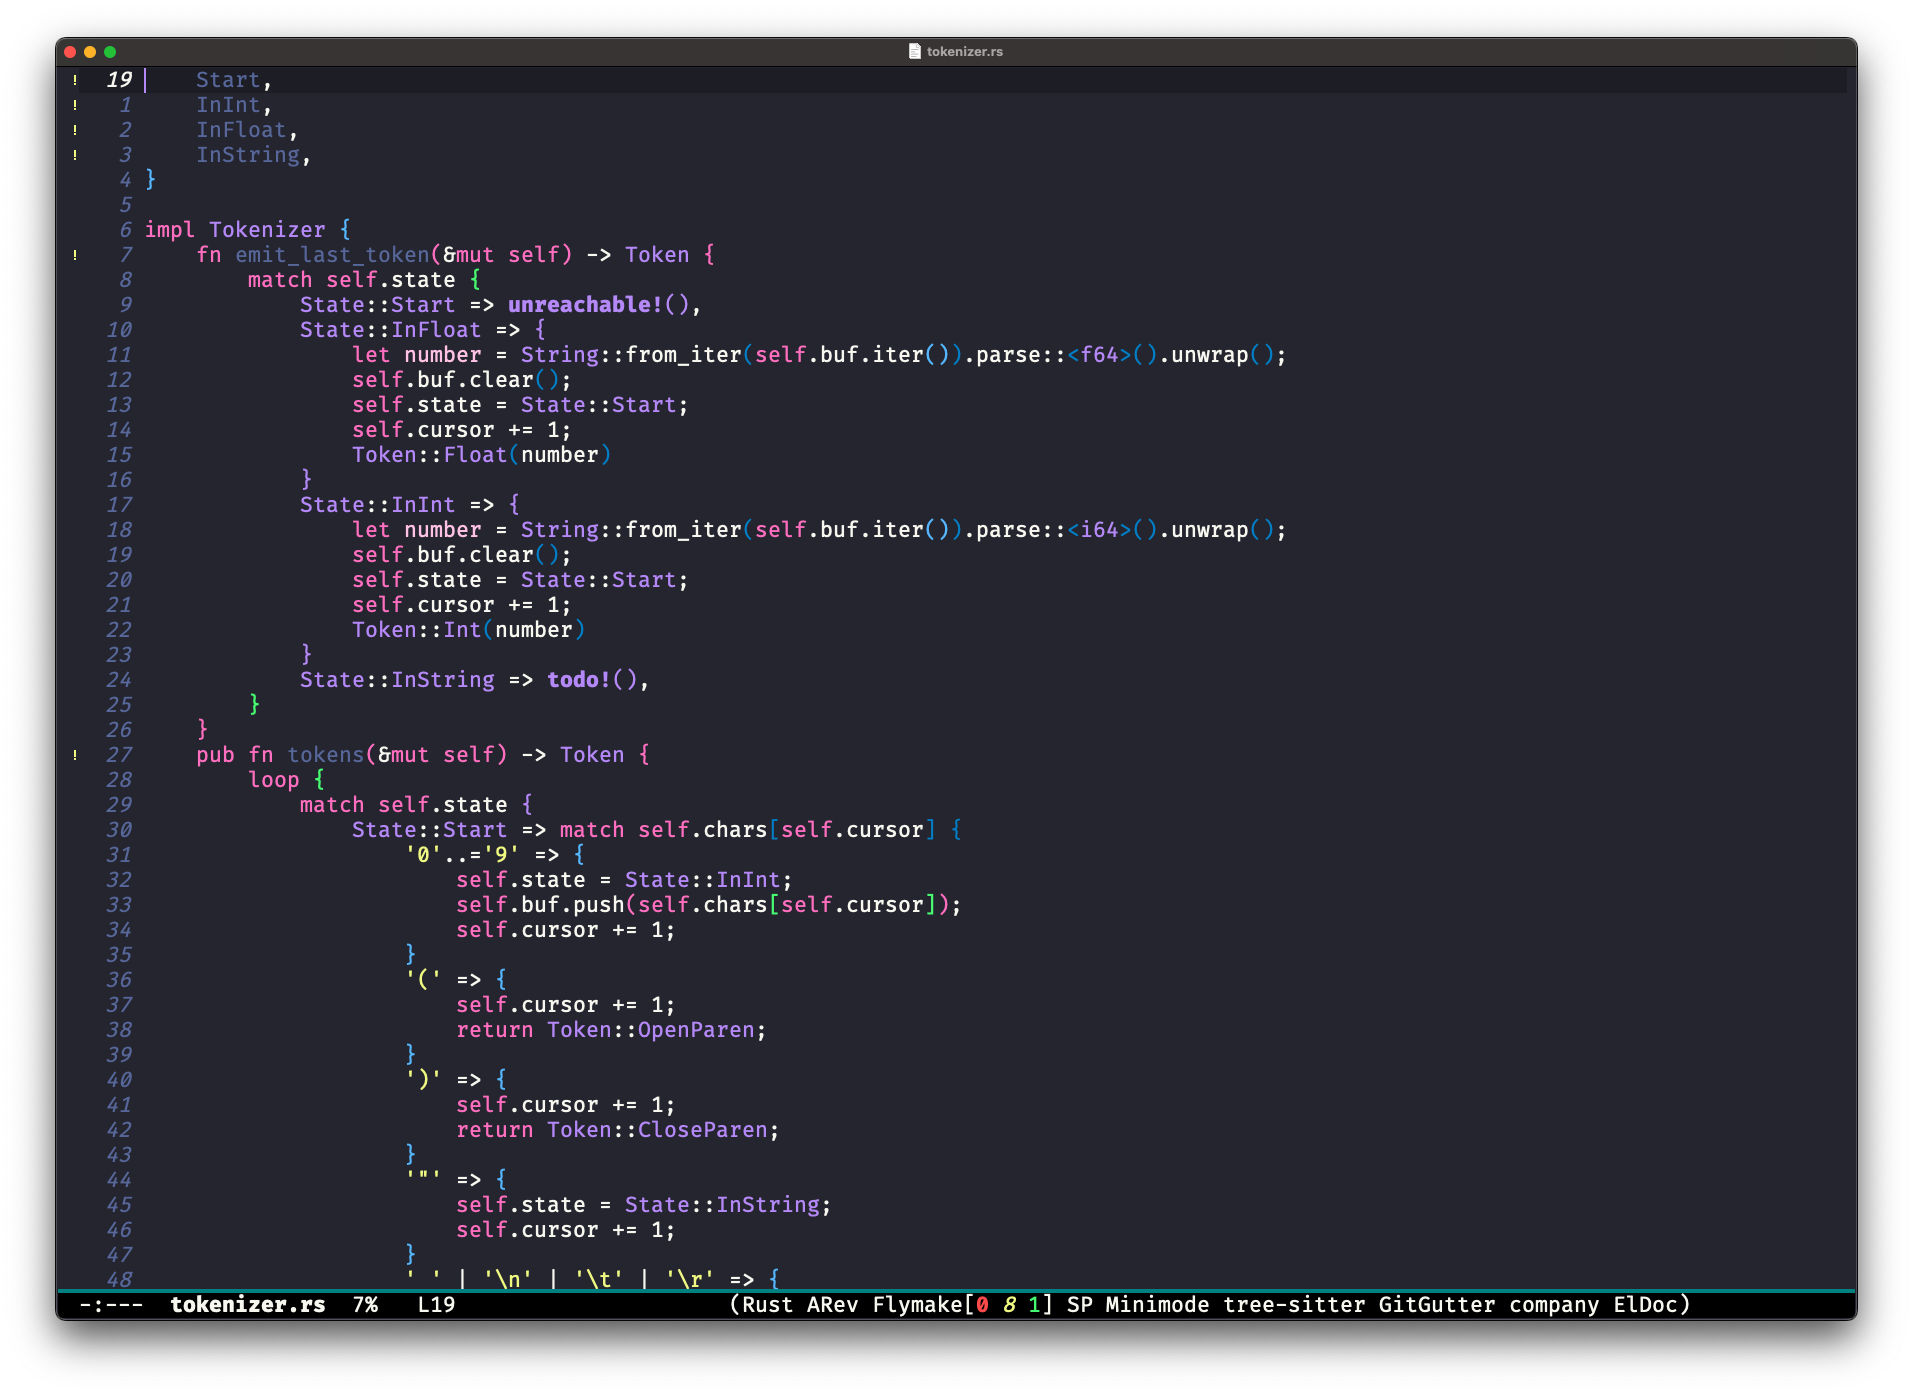 tokenizer.rs
! 19     Start,
! 1     InInt,
! 2     InFloat,
! 3     InString,
4 }
5
6 impl Tokenizer {
! 7     fn emit_last_token(&mut self) -> Token {
8         match self.state {
9             State::Start => unreachable!(),
10             State::InFloat => {
11                 let number = String::from_iter(self.buf.iter()).parse::<f64>().unwrap();
12                 self.buf.clear();
13                 self.state = State::Start;
14                 self.cursor += 1;
15                 Token::Float(number)
16             }
17             State::InInt => {
18                 let number = String::from_iter(self.buf.iter()).parse::<i64>().unwrap();
19                 self.buf.clear();
20                 self.state = State::Start;
21                 self.cursor += 1;
22                 Token::Int(number)
23             }
24             State::InString => todo!(),
25         }
26     }
! 27     pub fn tokens(&mut self) -> Token {
28         loop {
29             match self.state {
30                 State::Start => match self.chars[self.cursor] {
31                     '0'..='9' => {
32                         self.state = State::InInt;
33                         self.buf.push(self.chars[self.cursor]);
34                         self.cursor += 1;
35                     }
36                     '(' => {
37                         self.cursor += 1;
38                         return Token::OpenParen;
39                     }
40                     ')' => {
41                         self.cursor += 1;
42                         return Token::CloseParen;
43                     }
44                     '"' => {
45                         self.state = State::InString;
46                         self.cursor += 1;
47                     }
48                     ' ' | '\n' | '\t' | '\r' => {
-:--- tokenizer.rs 7% L19 (Rust ARev Flymake[0 8 1] SP Minimode tree-sitter GitGutter company ElDoc)